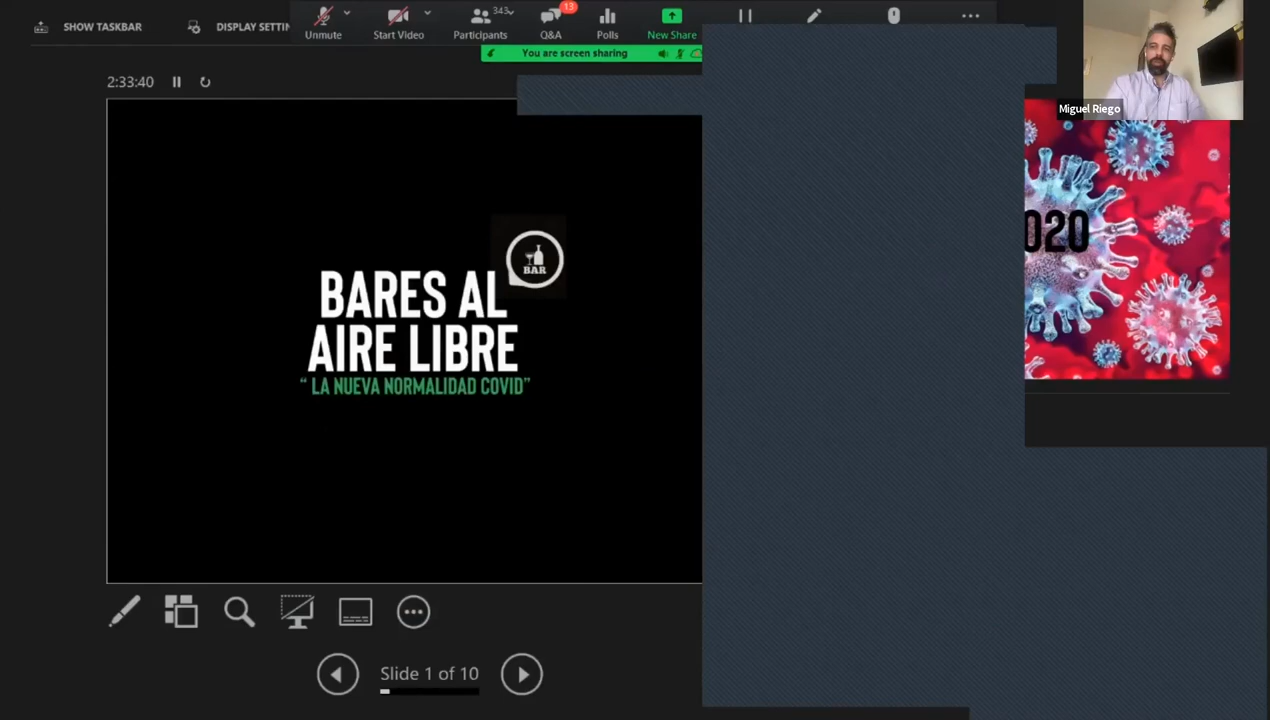 SHOW TASKBAR
DISPLAY SETTIN
343
13
Unmute
Start Video
Participants
Q&A
Polls
New Share
You are screen sharing
2:33:40
Miguel Riego
BAR
BARES AL
AIRE LIBRE
“ LA NUEVA NORMALIDAD COVID”
020
Slide 1 of 10